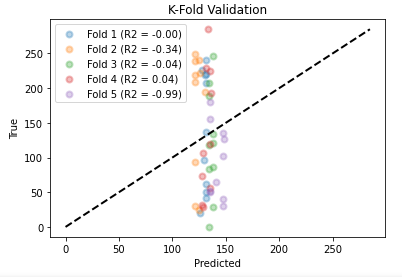 K-Fold Validation
Fold 1 (R2 = -0.00)
Fold 2 (R2 = -0.34)
Fold 3 (R2 = -0.04)
Fold 4 (R2 = 0.04)
Fold 5 (R2 = -0.99)
True
250
200
150
100
50
0
0 50 100 150 200 250
Predicted